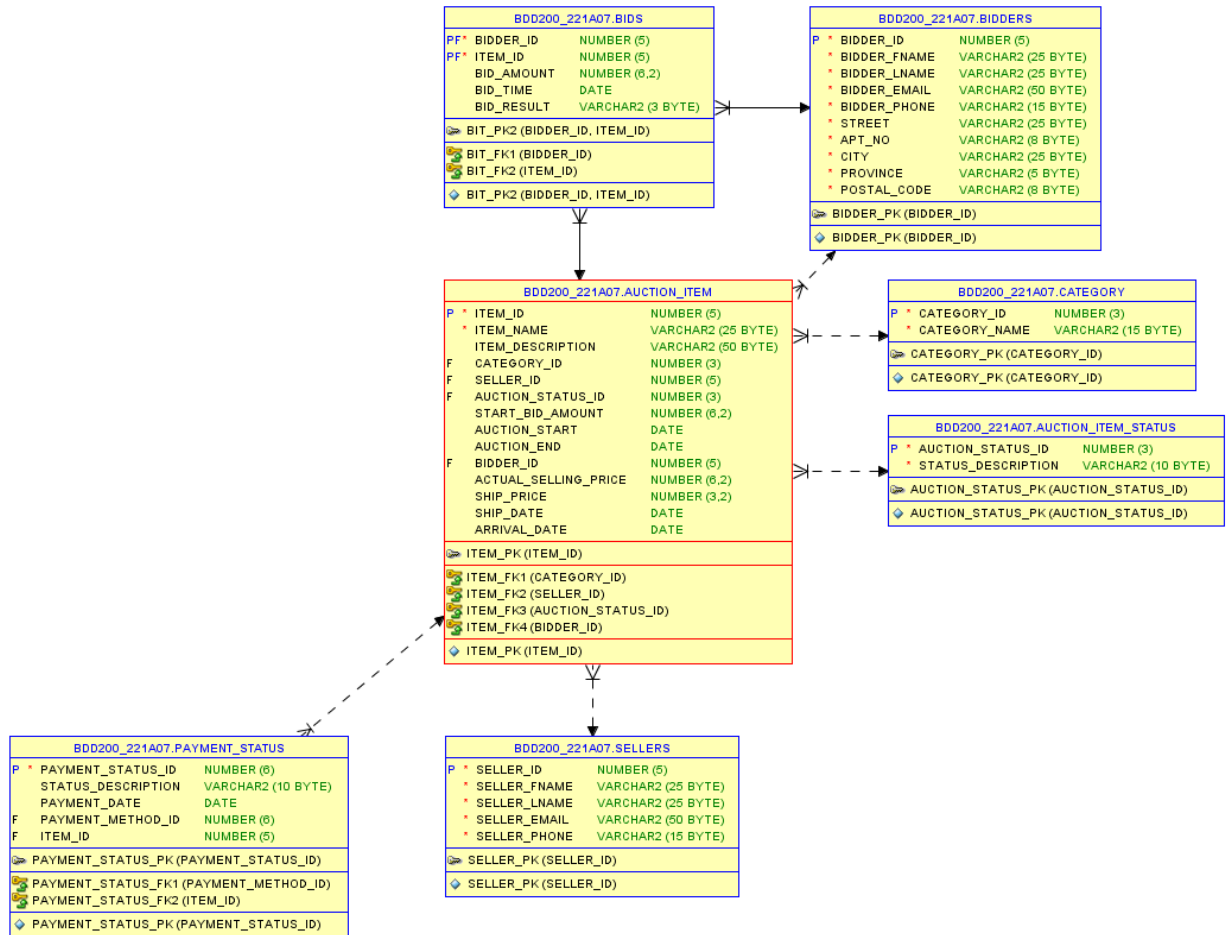 BDD200_221A07.BIDS
PF* BIDDER_ID NUMBER (5)
PF* ITEM_ID NUMBER (5)
BID_AMOUNT NUMBER (6,2)
BID_TIME DATE
BID_RESULT VARCHAR2 (3 BYTE)
BIT_PK2 (BIDDER_ID, ITEM_ID)
BIT_FK1 (BIDDER_ID)
BIT_FK2 (ITEM_ID)
BIT_PK2 (BIDDER_ID, ITEM_ID)
BDD200_221A07.BIDDERS
P * BIDDER_ID NUMBER (5)
* BIDDER_FNAME VARCHAR2 (25 BYTE)
* BIDDER_LNAME VARCHAR2 (25 BYTE)
* BIDDER_EMAIL VARCHAR2 (50 BYTE)
* BIDDER_PHONE VARCHAR2 (15 BYTE)
* STREET VARCHAR2 (25 BYTE)
* APT_NO VARCHAR2 (8 BYTE)
* CITY VARCHAR2 (25 BYTE)
* PROVINCE VARCHAR2 (5 BYTE)
* POSTAL_CODE VARCHAR2 (8 BYTE)
BIDDER_PK (BIDDER_ID)
BIDDER_PK (BIDDER_ID)
BDD200_221A07.AUCTION_ITEM
P * ITEM_ID NUMBER (5)
* ITEM_NAME VARCHAR2 (25 BYTE)
ITEM_DESCRIPTION VARCHAR2 (50 BYTE)
F CATEGORY_ID NUMBER (3)
F SELLER_ID NUMBER (5)
F AUCTION_STATUS_ID NUMBER (3)
START_BID_AMOUNT NUMBER (6,2)
AUCTION_START DATE
AUCTION_END DATE
F BIDDER_ID NUMBER (5)
ACTUAL_SELLING_PRICE NUMBER (6,2)
SHIP_PRICE NUMBER (3,2)
SHIP_DATE DATE
ARRIVAL_DATE DATE
ITEM_PK (ITEM_ID)
ITEM_FK1 (CATEGORY_ID)
ITEM_FK2 (SELLER_ID)
ITEM_FK3 (AUCTION_STATUS_ID)
ITEM_FK4 (BIDDER_ID)
ITEM_PK (ITEM_ID)
BDD200_221A07.CATEGORY
P * CATEGORY_ID NUMBER (3)
* CATEGORY_NAME VARCHAR2 (15 BYTE)
CATEGORY_PK (CATEGORY_ID)
CATEGORY_PK (CATEGORY_ID)
BDD200_221A07.AUCTION_ITEM_STATUS
P * AUCTION_STATUS_ID NUMBER (3)
* STATUS_DESCRIPTION VARCHAR2 (10 BYTE)
AUCTION_STATUS_PK (AUCTION_STATUS_ID)
AUCTION_STATUS_PK (AUCTION_STATUS_ID)
BDD200_221A07.PAYMENT_STATUS
P * PAYMENT_STATUS_ID NUMBER (6)
STATUS_DESCRIPTION VARCHAR2 (10 BYTE)
PAYMENT_DATE DATE
F PAYMENT_METHOD_ID NUMBER (6)
F ITEM_ID NUMBER (5)
PAYMENT_STATUS_PK (PAYMENT_STATUS_ID)
PAYMENT_STATUS_FK1 (PAYMENT_METHOD_ID)
PAYMENT_STATUS_FK2 (ITEM_ID)
PAYMENT_STATUS_PK (PAYMENT_STATUS_ID)
BDD200_221A07.SELLERS
P * SELLER_ID NUMBER (5)
* SELLER_FNAME VARCHAR2 (25 BYTE)
* SELLER_LNAME VARCHAR2 (25 BYTE)
* SELLER_EMAIL VARCHAR2 (50 BYTE)
* SELLER_PHONE VARCHAR2 (15 BYTE)
SELLER_PK (SELLER_ID)
SELLER_PK (SELLER_ID)